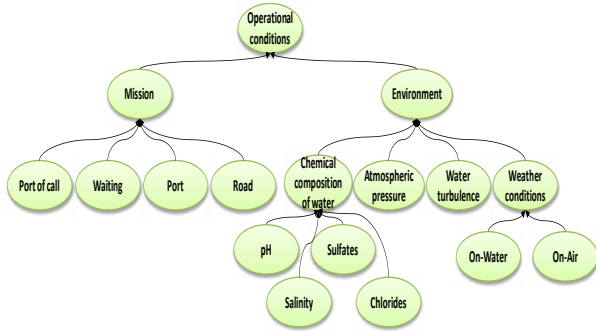 Operational
conditions
Mission
Environment
Port of call
Waiting
Port
Road
Chemical
composition
of water
Atmospheric
pressure
Water
turbulence
Weather
conditions
pH
Sulfates
On-Water
On-Air
Salinity
Chlorides